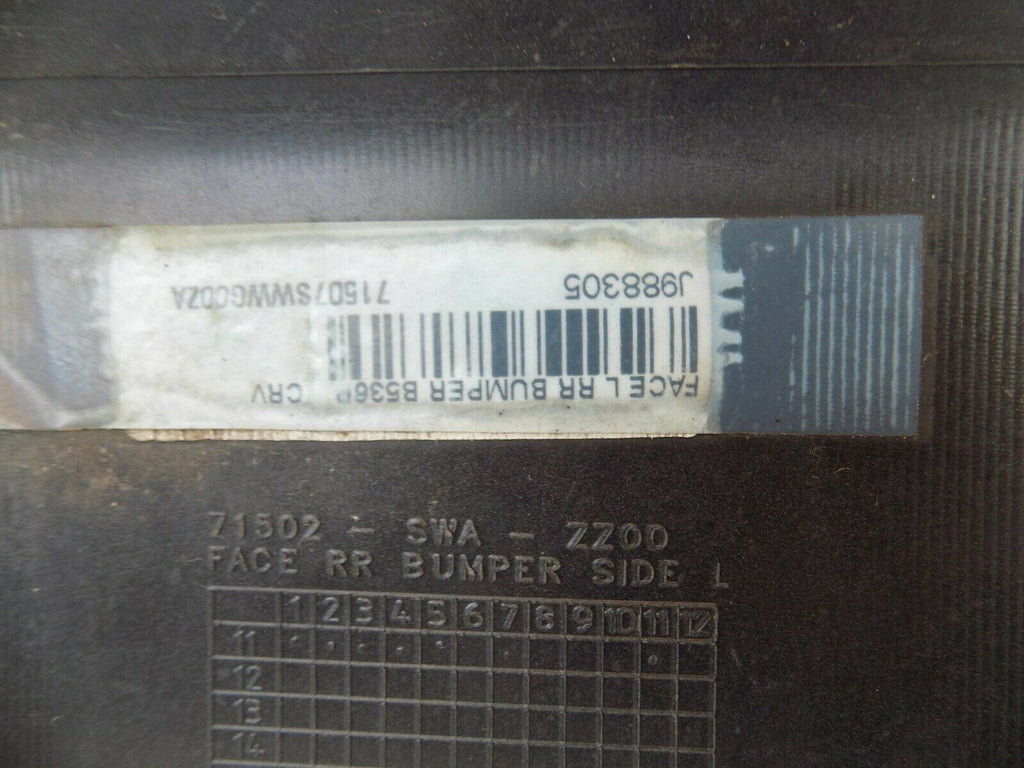 FACE L RR BUMPER B536P CRV
J988305 71507SWWG00ZA
71502 - SWA - ZZ00
FACE RR BUMPER SIDE L
1 2 3 4 5 6 7 8 9 10 11 12
11
12
13
14